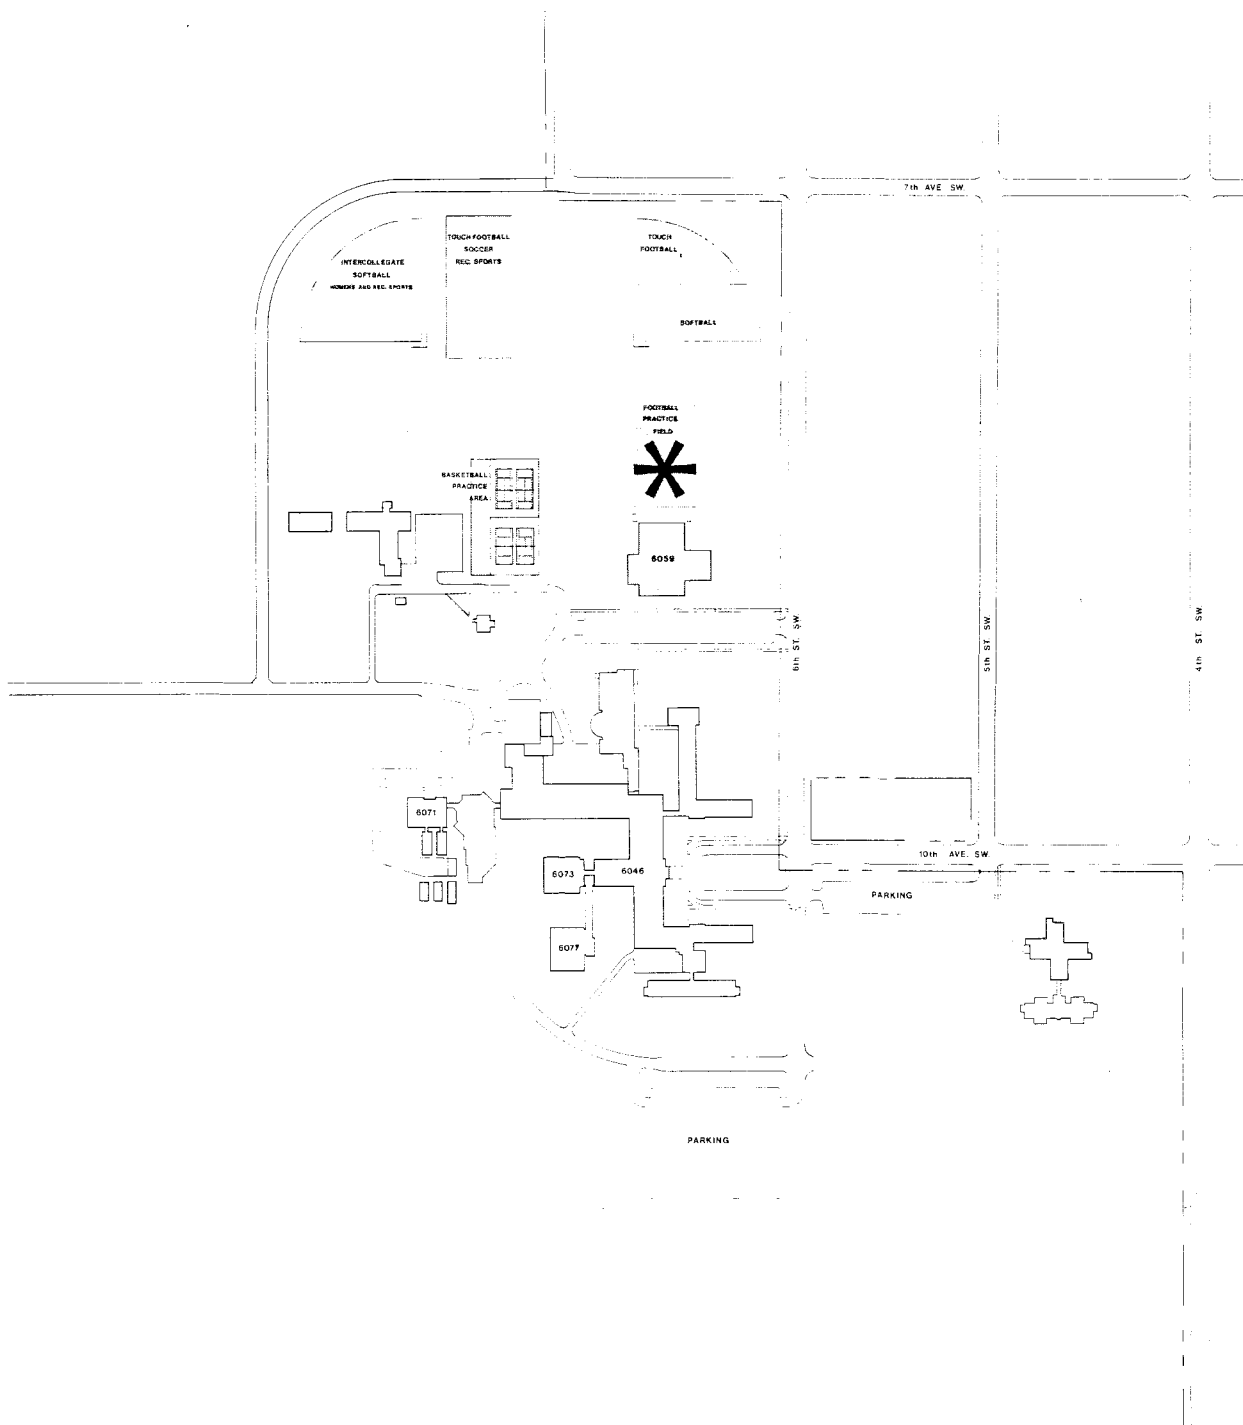 7th AVE. SW.
TOUCH FOOTBALL
SOCCER
REC. SPORTS
TOUCH
FOOTBALL
INTERCOLLEGATE
SOFTBALL
WOMENS AND REC. SPORTS
SOFTBALL
FOOTBALL
PRACTICE
FIELD
BASKETBALL
PRACTICE
AREA
6059
6th ST. SW.
5th ST. SW.
4th ST. SW.
6071
10th AVE. SW.
6073
6046
PARKING
6077
PARKING